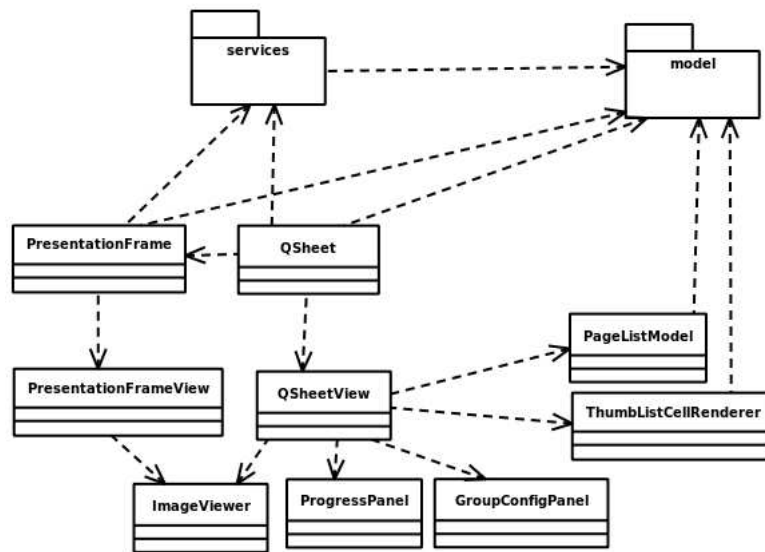 services
model
PresentationFrame
QSheet
PageListModel
PresentationFrameView
QSheetView
ThumbListCellRenderer
ImageViewer
ProgressPanel
GroupConfigPanel